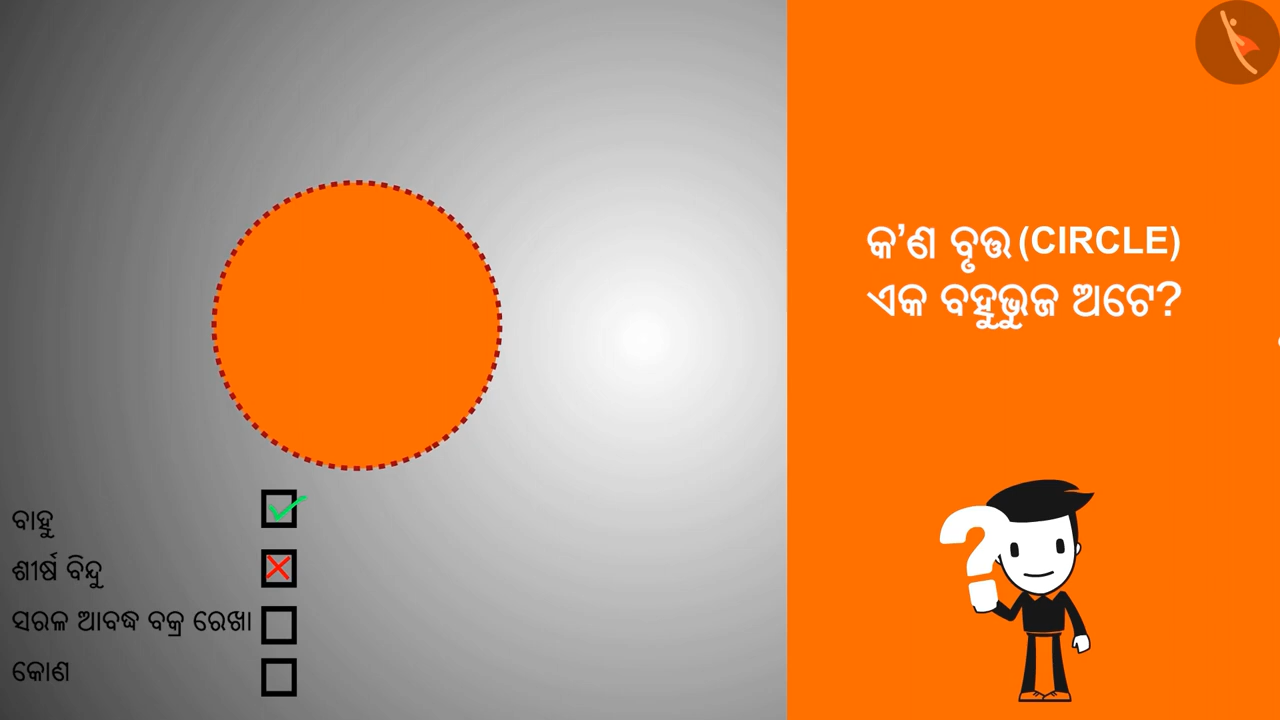 କ'ଣ ବୃତ୍ତ (CIRCLE)
ଏକ ବହୁଭୁଜ ଅଟେ?
ବାହୁ
ଶୀର୍ଷ ବିନ୍ଦୁ
ସରଳ ଆବଦ୍ଧ ବକ୍ର ରେଖା
କୋଣ